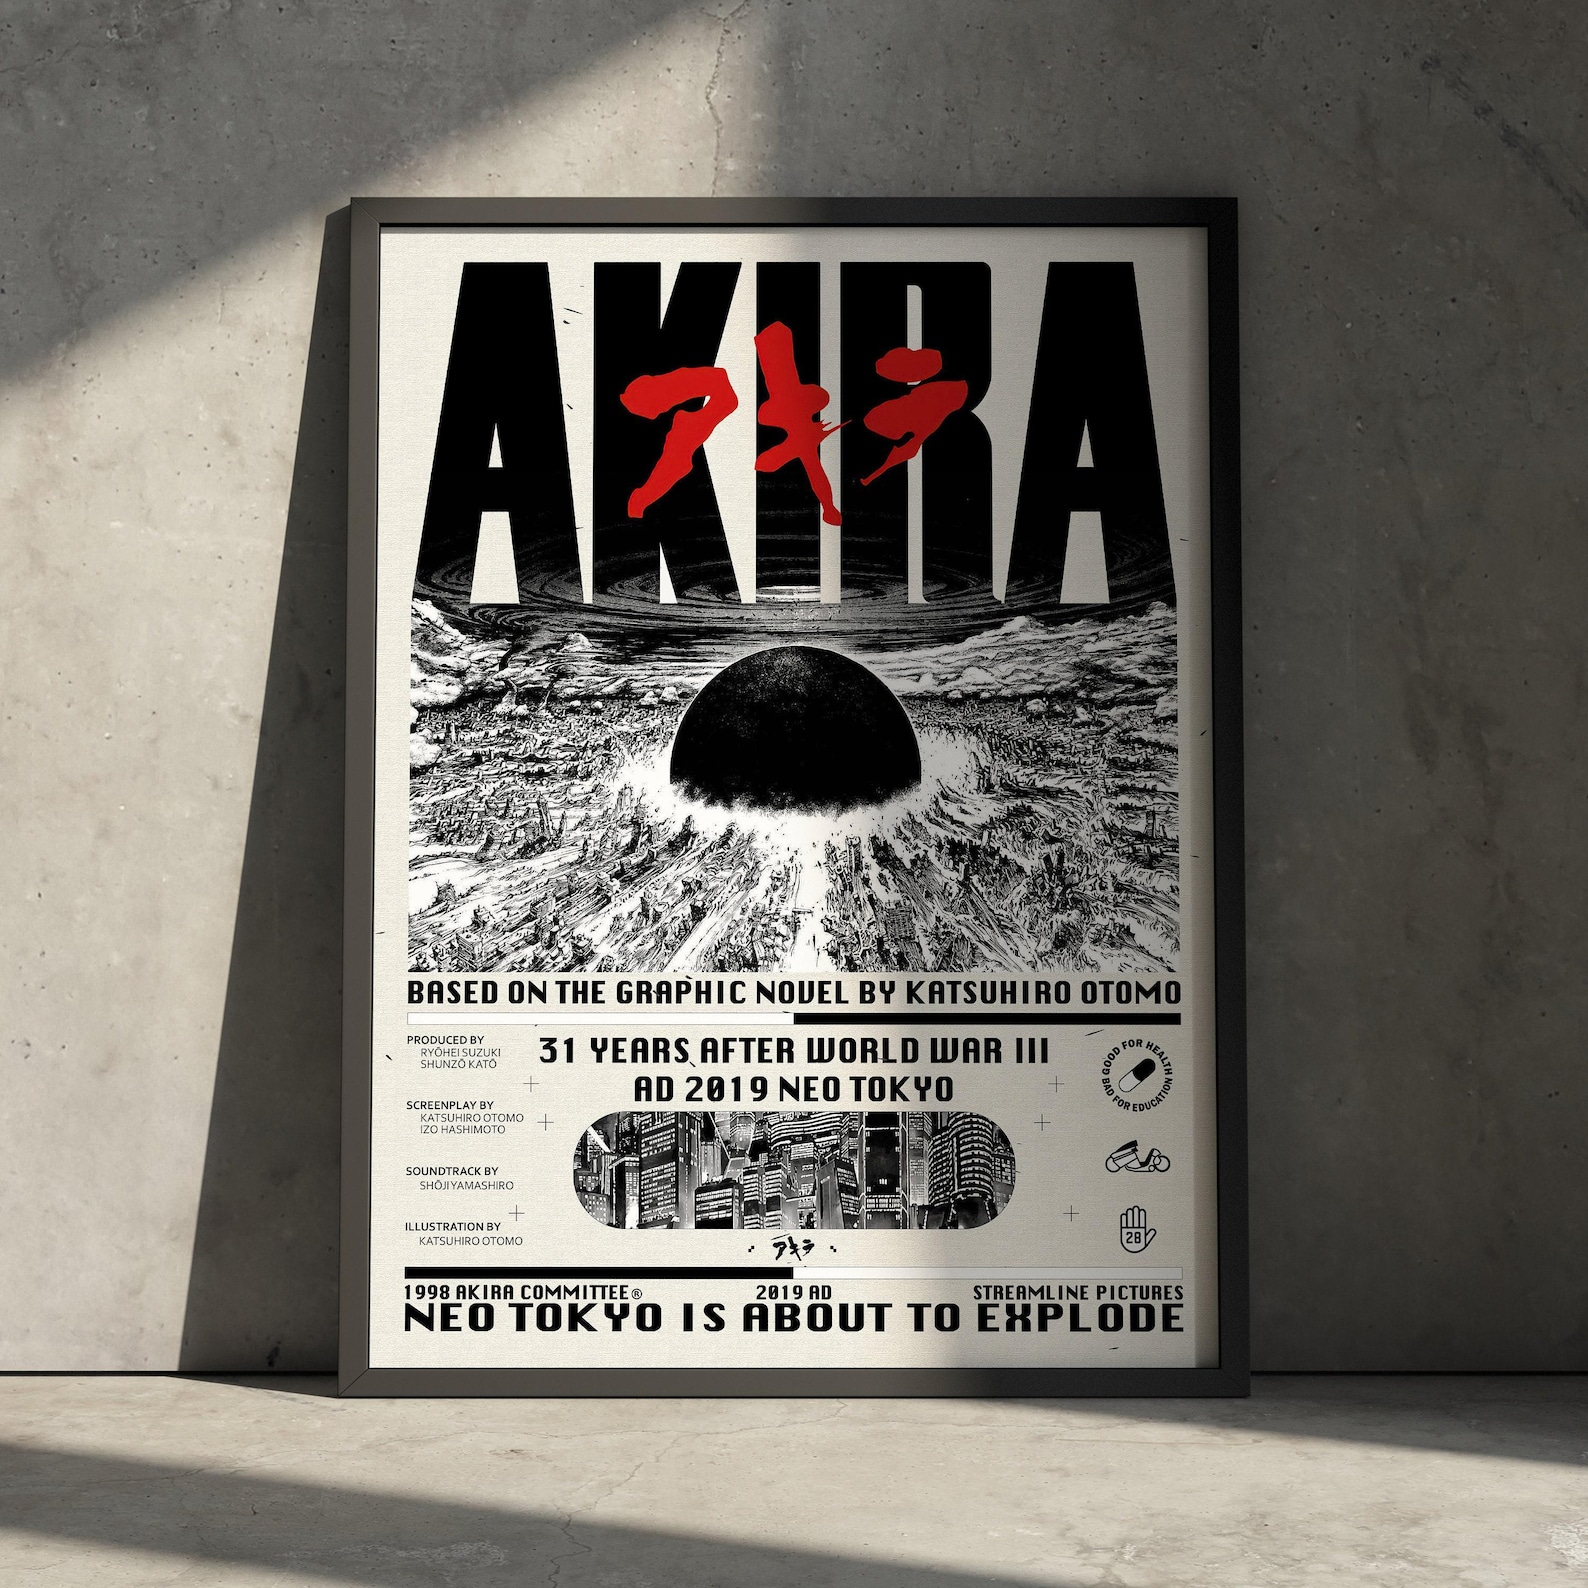 AKIRA
アキラ
BASED ON THE GRAPHIC NOVEL BY KATSUHIRO OTOMO
PRODUCED BY
RYŌHEI SUZUKI
SHUNZŌ KATŌ
SCREENPLAY BY
KATSUHIRO OTOMO
IZO HASHIMOTO
SOUNDTRACK BY
SHŌJI YAMASHIRO
ILLUSTRATION BY
KATSUHIRO OTOMO
31 YEARS AFTER WORLD WAR III
AD 2019 NEO TOKYO
アキラ
GOOD FOR HEALTH
BAD FOR EDUCATION
28
1998 AKIRA COMMITTEE®
2019 AD
STREAMLINE PICTURES
NEO TOKYO IS ABOUT TO EXPLODE